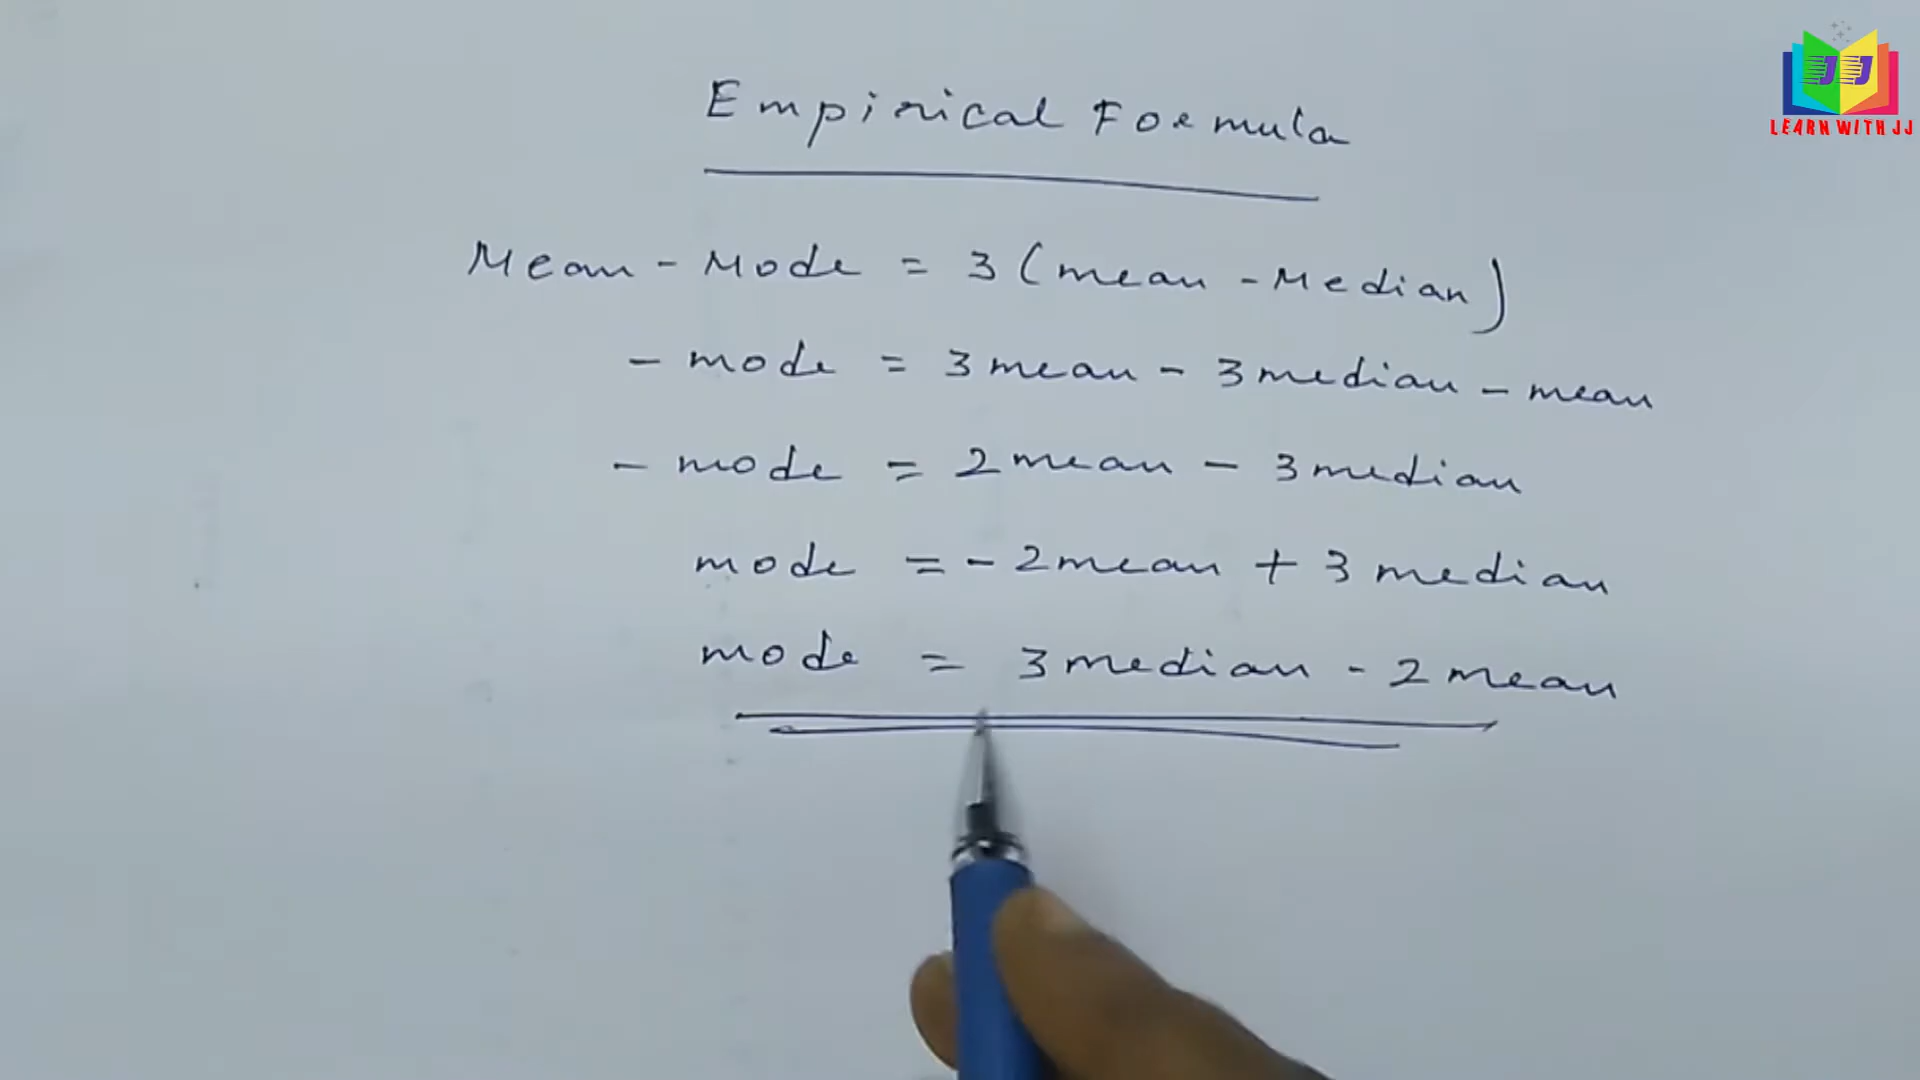 Empirical Formula
Mean - Mode = 3 (mean - Median)
- mode = 3 mean - 3 median - mean
- mode = 2 mean - 3 median
mode = - 2 mean + 3 median
mode = 3 median - 2 mean
JJ
LEARN WITH JJ